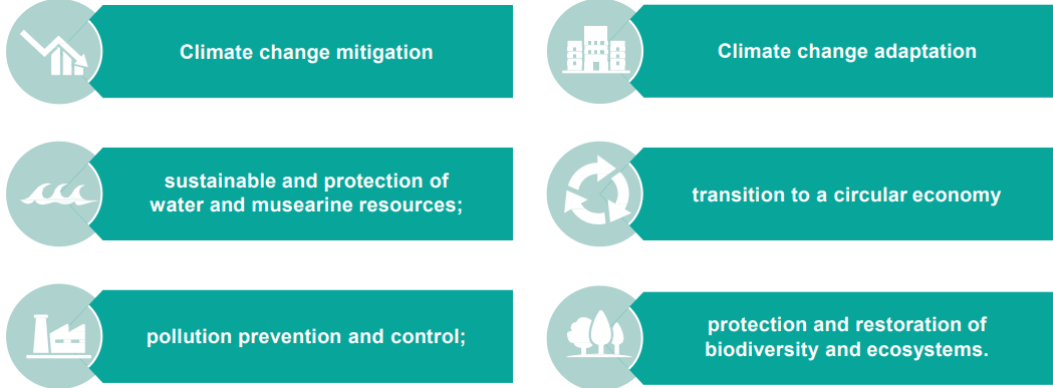 Climate change mitigation
Climate change adaptation
sustainable and protection of
water and musearine resources;
transition to a circular economy
pollution prevention and control;
protection and restoration of
biodiversity and ecosystems.